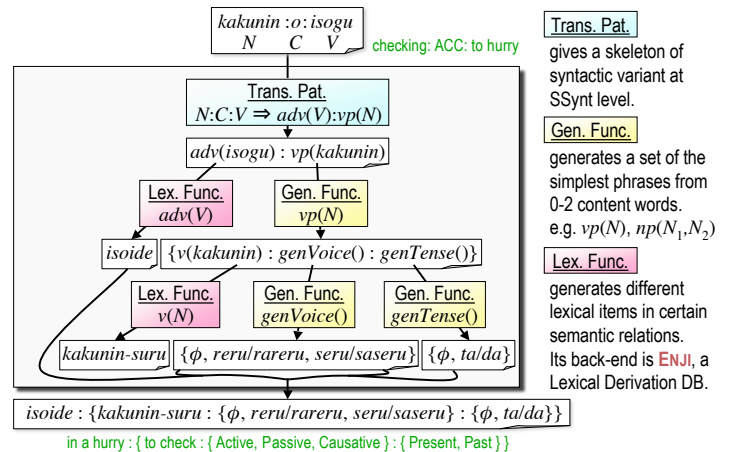 kakunin : o : isogu
N C V
checking: ACC: to hurry
Trans. Pat.
N:C:V ⇒ adv(V):vp(N)
adv(isogu) : vp(kakunin)
Lex. Func.
adv(V)
Gen. Func.
vp(N)
isoide
{v(kakunin) : genVoice() : genTense()}
Lex. Func.
v(N)
Gen. Func.
genVoice()
Gen. Func.
genTense()
kakunin-suru
{ϕ, reru/rareru, seru/saseru}
{ϕ, ta/da}
isoide : {kakunin-suru : {ϕ, reru/rareru, seru/saseru} : {ϕ, ta/da}}
in a hurry : { to check : { Active, Passive, Causative } : { Present, Past } }
Trans. Pat.
gives a skeleton of
syntactic variant at
SSynt level.
Gen. Func.
generates a set of the
simplest phrases from
0-2 content words.
e.g. vp(N), np(N₁,N₂)
Lex. Func.
generates different
lexical items in certain
semantic relations.
Its back-end is ENJI, a
Lexical Derivation DB.